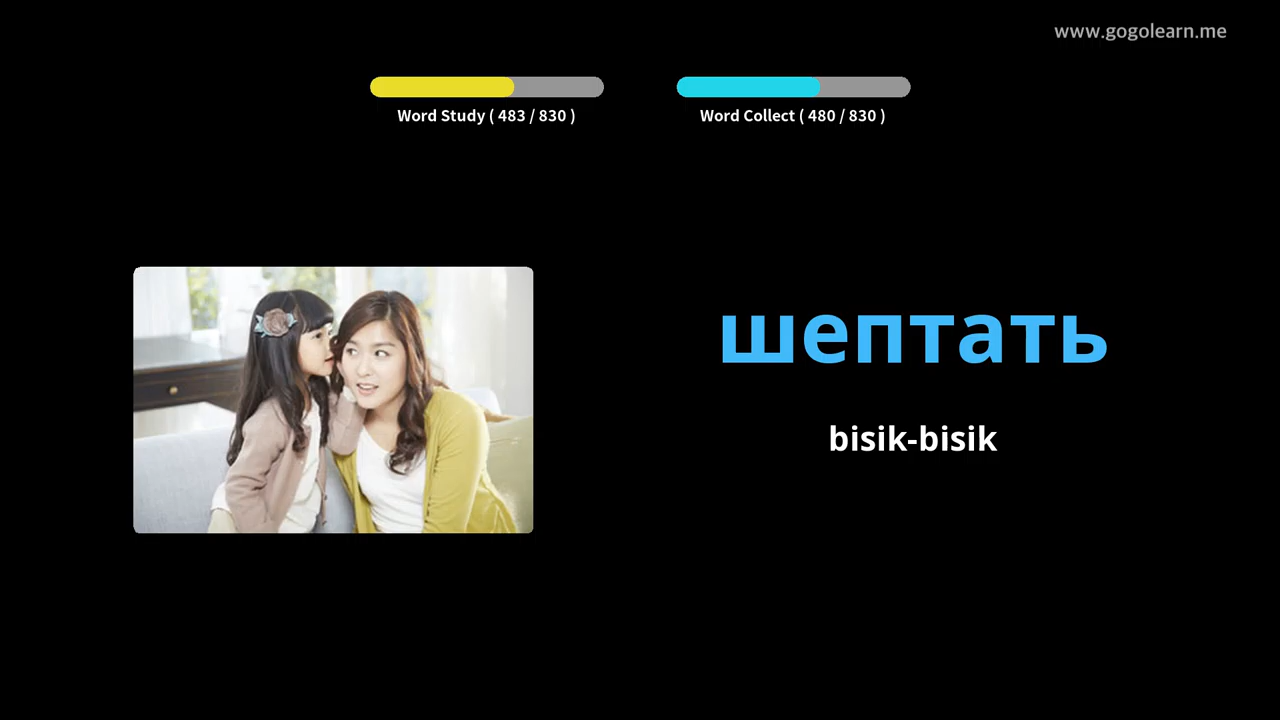 www.gogolearn.me
Word Study ( 483 / 830 )
Word Collect ( 480 / 830 )
шептать
bisik-bisik